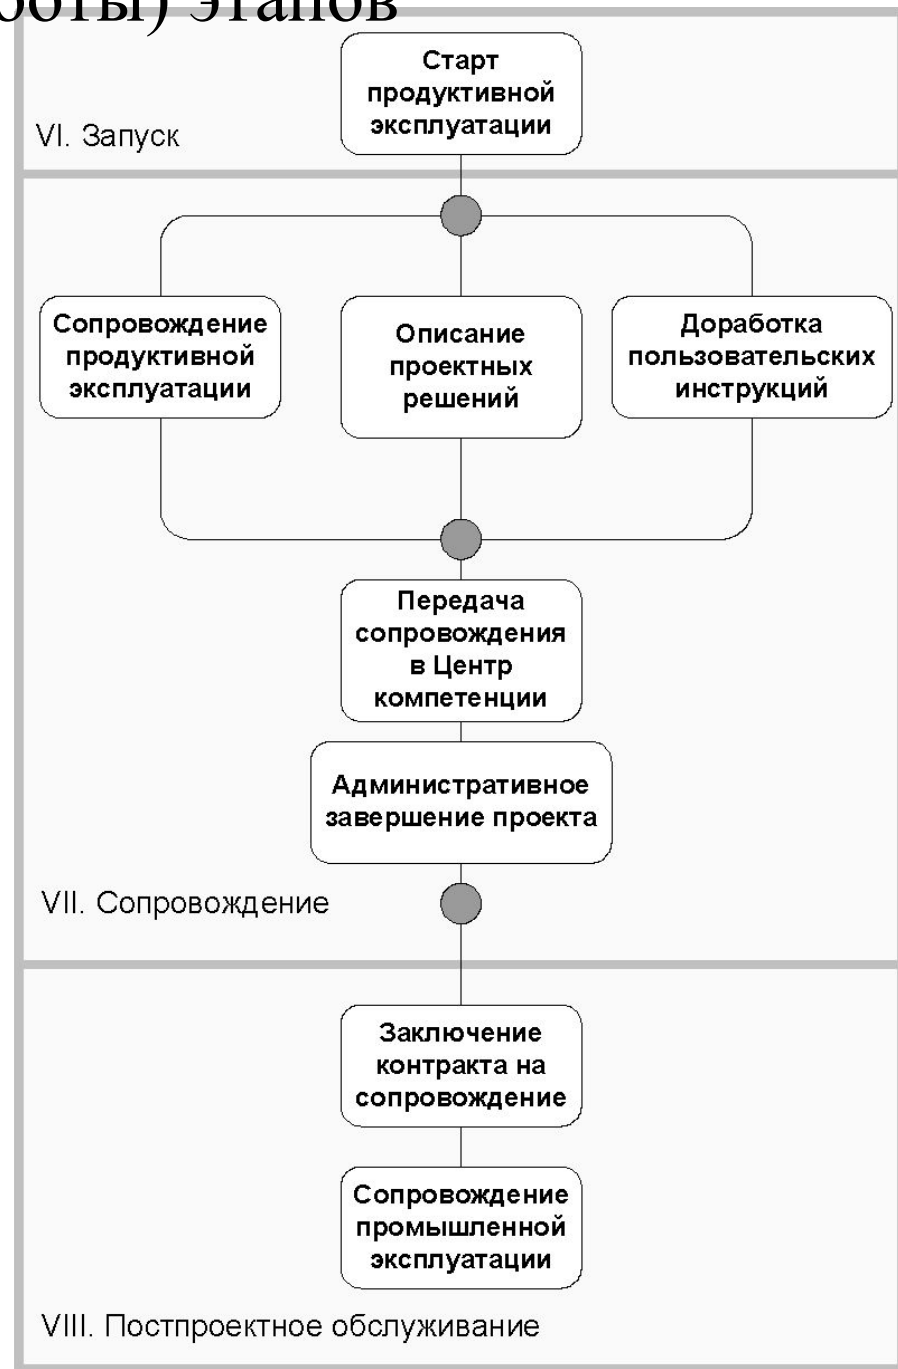 этапов
Старт
продуктивной
эксплуатации
VI. Запуск
Сопровождение
продуктивной
эксплуатации
Описание
проектных
решений
Доработка
пользовательских
инструкций
Передача
сопровождения
в Центр
компетенции
Административное
завершение проекта
VII. Сопровождение
Заключение
контракта на
сопровождение
Сопровождение
промышленной
эксплуатации
VIII. Постпроектное обслуживание